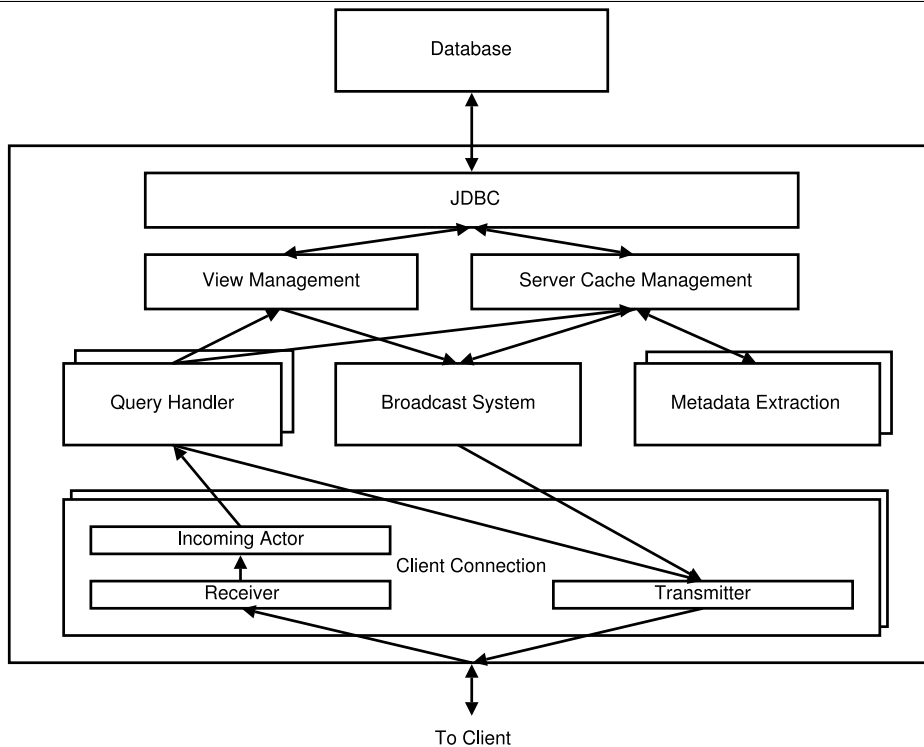 Database
JDBC
View Management
Server Cache Management
Query Handler
Broadcast System
Metadata Extraction
Incoming Actor
Client Connection
Receiver
Transmitter
To Client